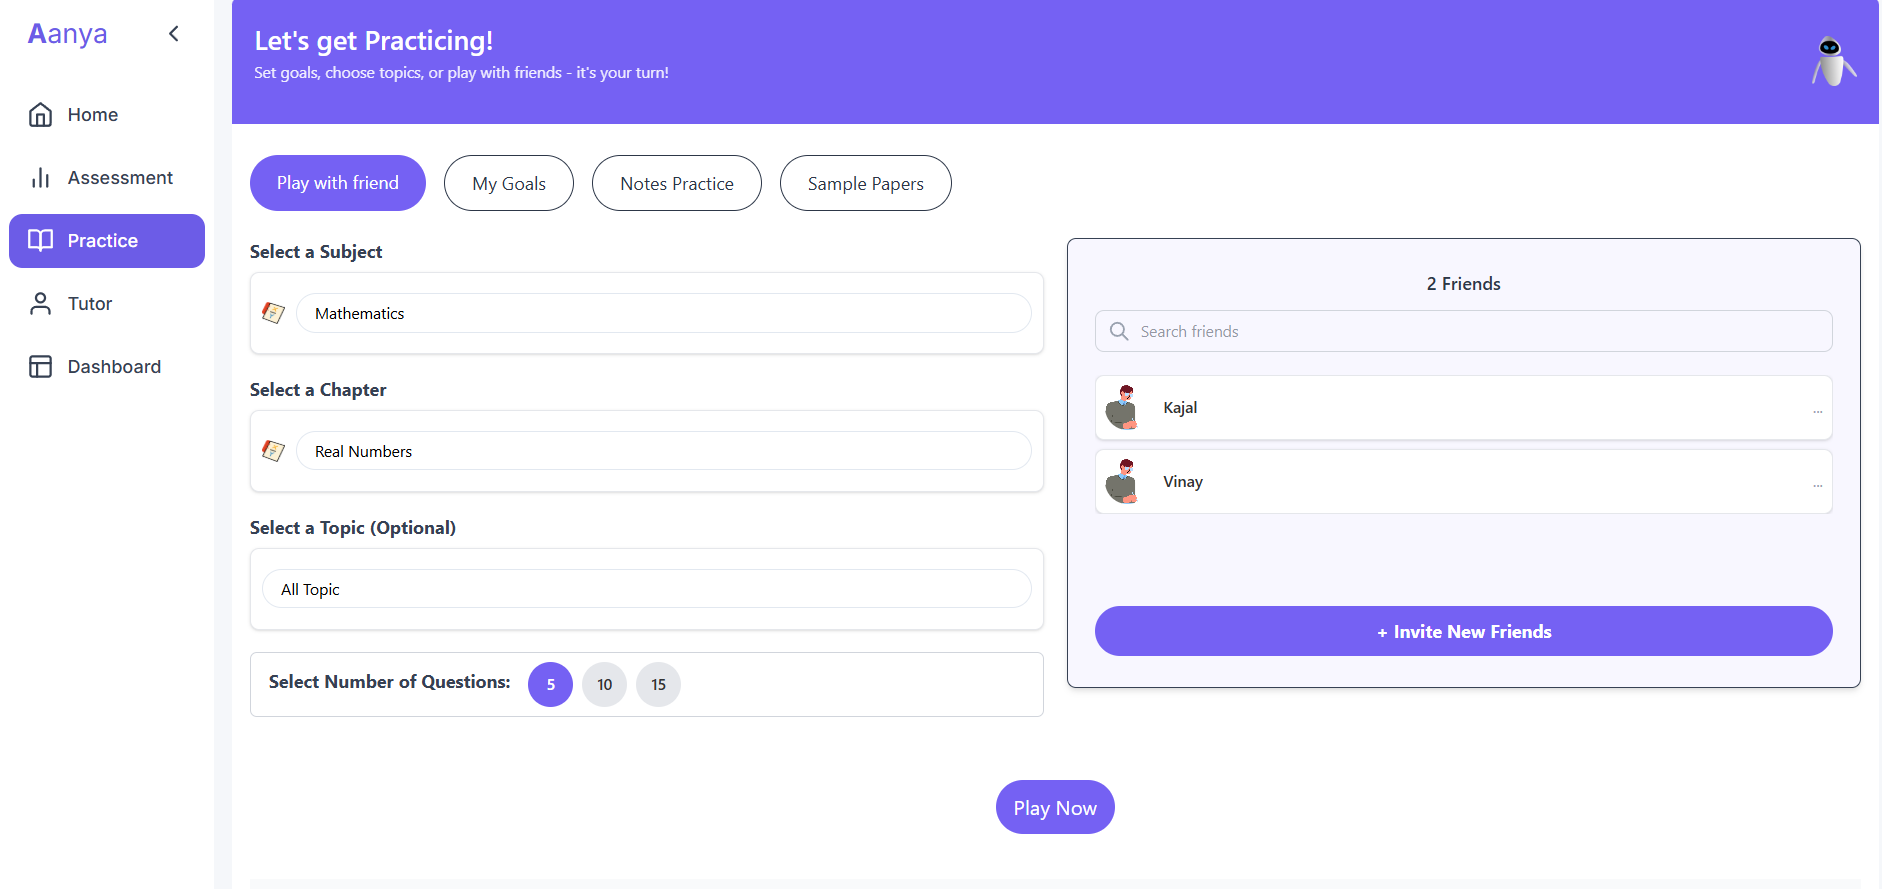 Aanya
Home
Assessment
Practice
Tutor
Dashboard
Let's get Practicing!
Set goals, choose topics, or play with friends - it's your turn!
Play with friend
My Goals
Notes Practice
Sample Papers
Select a Subject
Mathematics
Select a Chapter
Real Numbers
Select a Topic (Optional)
All Topic
Select Number of Questions: 5 10 15
2 Friends
Search friends
Kajal ...
Vinay ...
+ Invite New Friends
Play Now